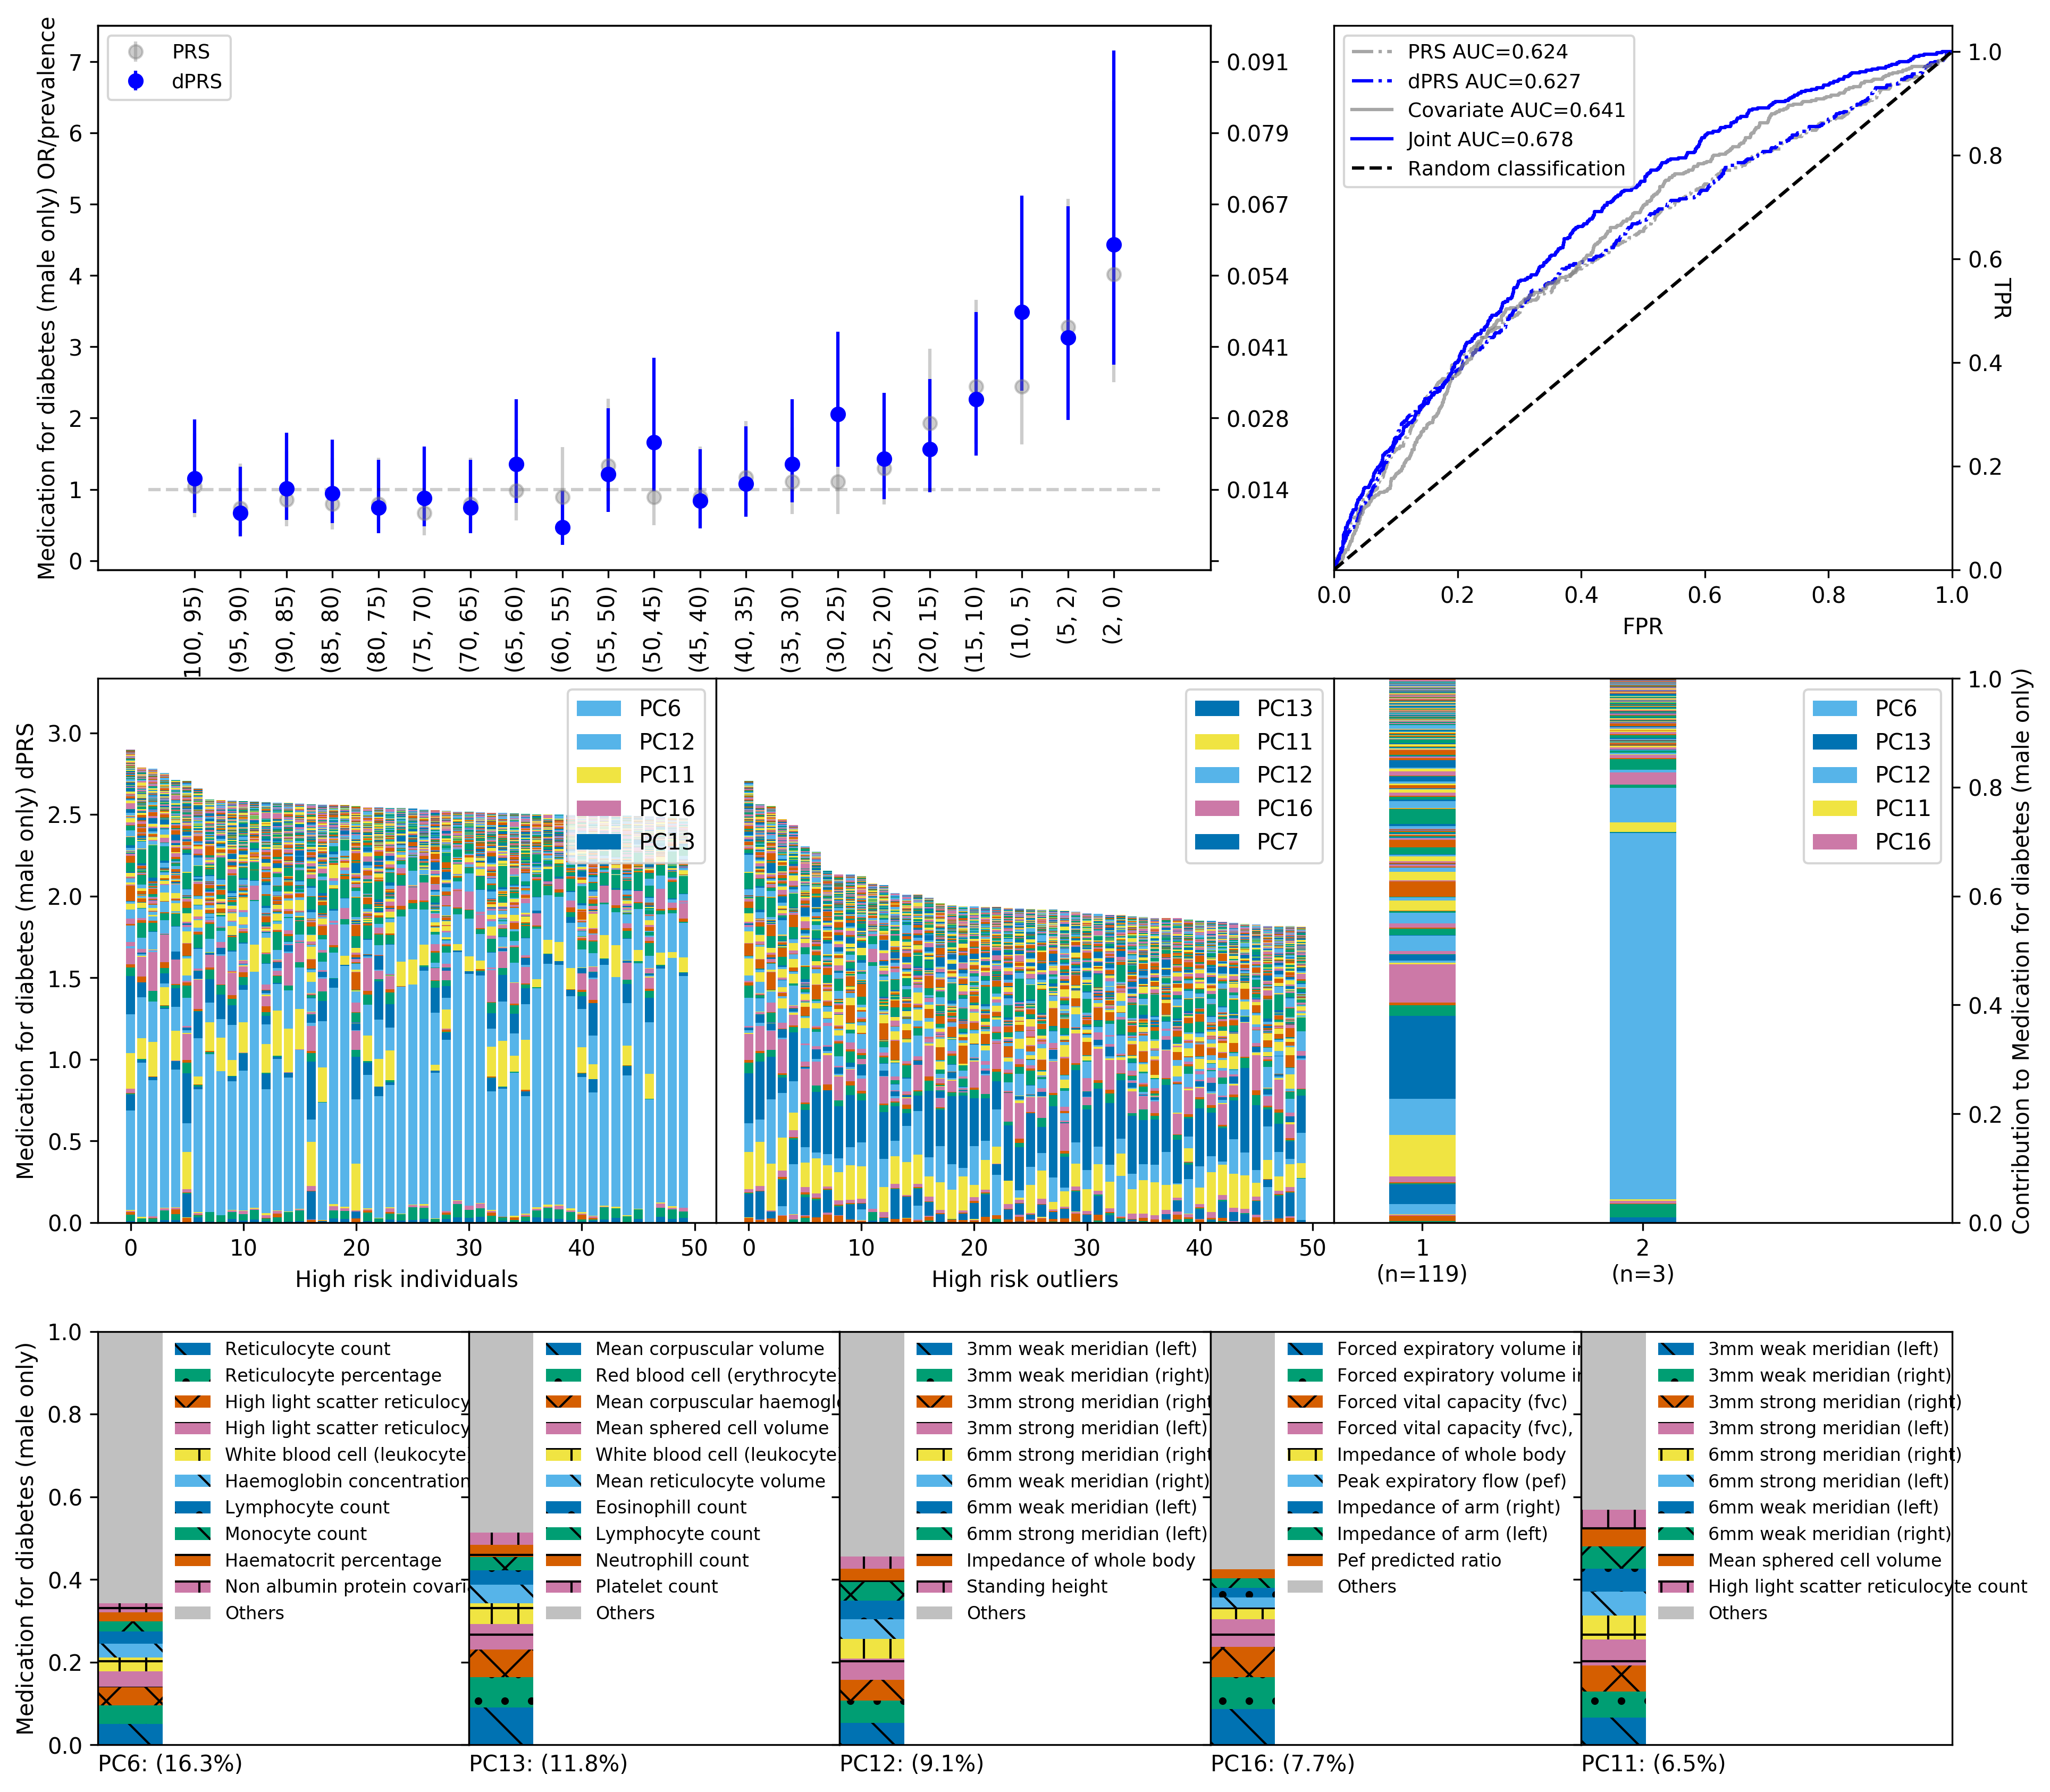 Medication for diabetes (male only) OR/prevalence
7
6
5
4
3
2
1
0
PRS
dPRS
0.091
0.079
0.067
0.054
0.041
0.028
0.014
100, 95)
(95, 90)
(90, 85)
(85, 80)
(80, 75)
(75, 70)
(70, 65)
(65, 60)
(60, 55)
(55, 50)
(50, 45)
(45, 40)
(40, 35)
(35, 30)
(30, 25)
(25, 20)
(20, 15)
(15, 10)
(10, 5)
(5, 2)
(2, 0)
PRS AUC=0.624
dPRS AUC=0.627
Covariate AUC=0.641
Joint AUC=0.678
Random classification
1.0
0.8
0.6
0.4
0.2
0.0
TPR
0.0 0.2 0.4 0.6 0.8 1.0
FPR
Medication for diabetes (male only) dPRS
3.0
2.5
2.0
1.5
1.0
0.5
0.0
PC6
PC12
PC11
PC16
PC13
0 10 20 30 40 50
High risk individuals
PC13
PC11
PC12
PC16
PC7
0 10 20 30 40 50
High risk outliers
PC6
PC13
PC12
PC11
PC16
1 2
(n=119) (n=3)
1.0
0.8
0.6
0.4
0.2
0.0
Contribution to Medication for diabetes (male only)
Medication for diabetes (male only)
1.0
0.8
0.6
0.4
0.2
0.0
Reticulocyte count
Reticulocyte percentage
High light scatter reticulocy
High light scatter reticulocy
White blood cell (leukocyte
Haemoglobin concentration
Lymphocyte count
Monocyte count
Haematocrit percentage
Non albumin protein covari
Others
PC6: (16.3%)
Mean corpuscular volume
Red blood cell (erythrocyte
Mean corpuscular haemogl
Mean sphered cell volume
White blood cell (leukocyte
Mean reticulocyte volume
Eosinophill count
Lymphocyte count
Neutrophill count
Platelet count
Others
PC13: (11.8%)
3mm weak meridian (left)
3mm weak meridian (right)
3mm strong meridian (right
3mm strong meridian (left)
6mm strong meridian (right
6mm weak meridian (right)
6mm weak meridian (left)
6mm strong meridian (left)
Impedance of whole body
Standing height
Others
PC12: (9.1%)
Forced expiratory volume in
Forced expiratory volume in
Forced vital capacity (fvc)
Forced vital capacity (fvc),
Impedance of whole body
Peak expiratory flow (pef)
Impedance of arm (right)
Impedance of arm (left)
Pef predicted ratio
Others
PC16: (7.7%)
3mm weak meridian (left)
3mm weak meridian (right)
3mm strong meridian (right)
3mm strong meridian (left)
6mm strong meridian (right)
6mm strong meridian (left)
6mm weak meridian (left)
6mm weak meridian (right)
Mean sphered cell volume
High light scatter reticulocyte count
Others
PC11: (6.5%)